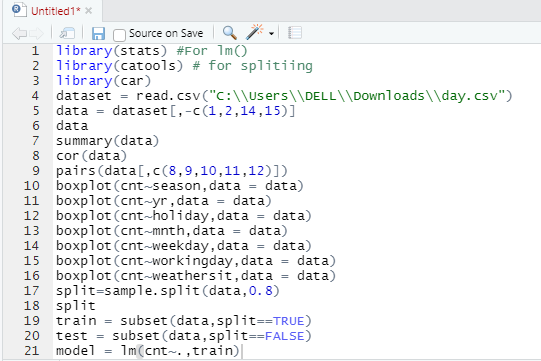 Untitled1*
Source on Save
1 library(stats) #For lm()
2 library(catools) # for splitiing
3 library(car)
4 dataset = read.csv("C:\\Users\\DELL\\Downloads\\day.csv")
5 data = dataset[,-c(1,2,14,15)]
6 data
7 summary(data)
8 cor(data)
9 pairs(data[,c(8,9,10,11,12)])
10 boxplot(cnt~season,data = data)
11 boxplot(cnt~yr,data = data)
12 boxplot(cnt~holiday,data = data)
13 boxplot(cnt~mnth,data = data)
14 boxplot(cnt~weekday,data = data)
15 boxplot(cnt~workingday,data = data)
16 boxplot(cnt~weathersit,data = data)
17 split=sample.split(data,0.8)
18 split
19 train = subset(data,split==TRUE)
20 test = subset(data,split==FALSE)
21 model = lm(cnt~.,train)